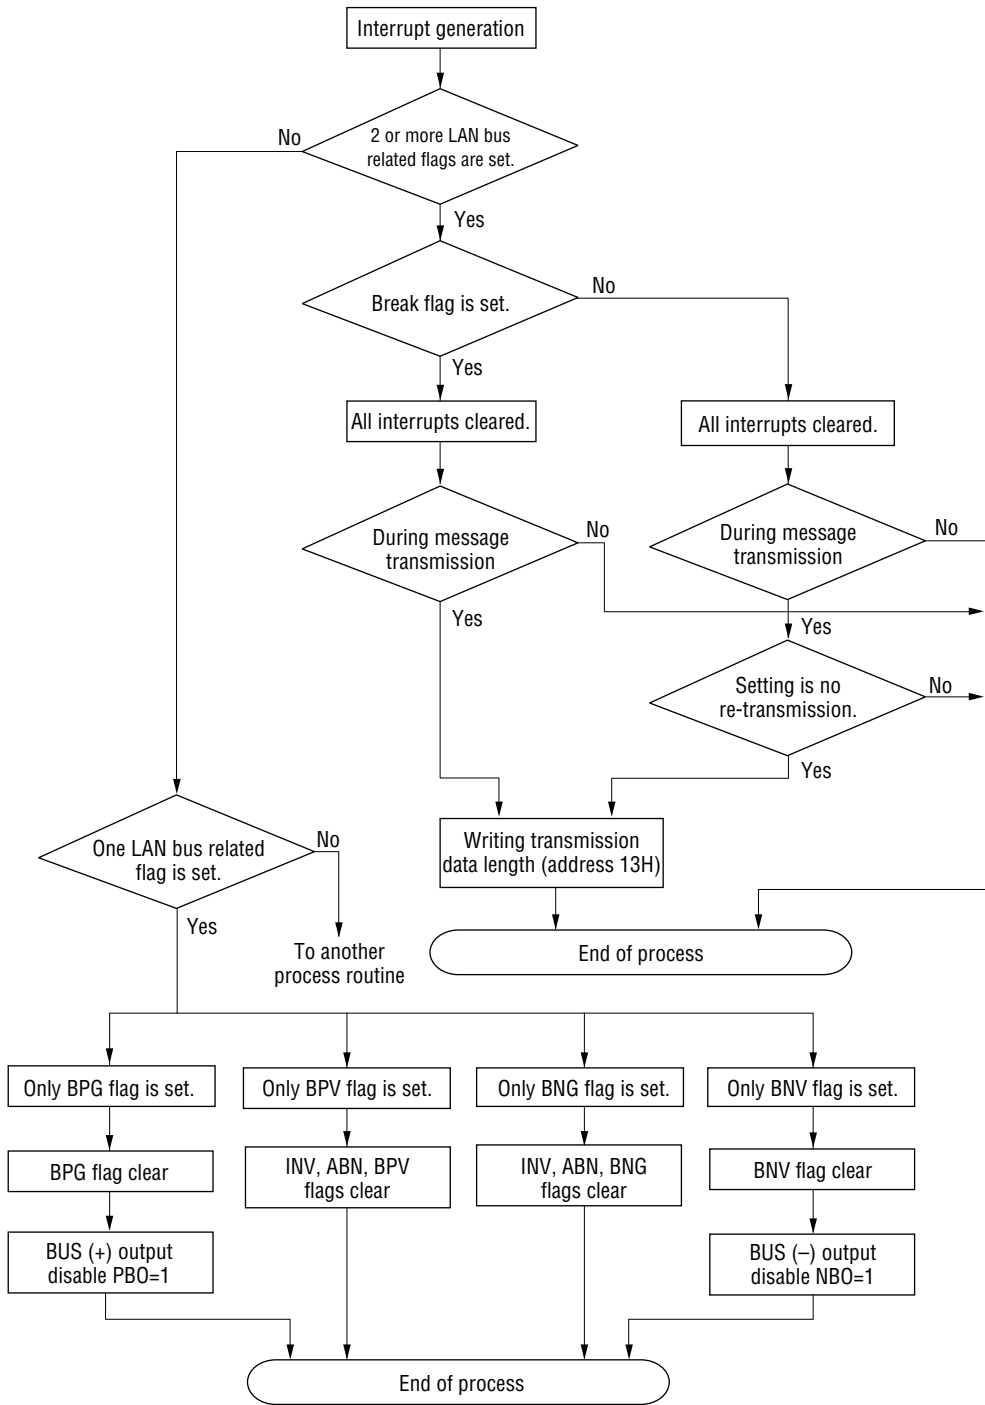 Interrupt generation
2 or more LAN bus
related flags are set.
No
Yes
Break flag is set.
No
Yes
All interrupts cleared.
All interrupts cleared.
During message
transmission
No
Yes
During message
transmission
No
Yes
Setting is no
re-transmission.
No
Yes
Writing transmission
data length (address 13H)
One LAN bus related
flag is set.
No
Yes
To another
process routine
End of process
Only BPG flag is set.
Only BPV flag is set.
Only BNG flag is set.
Only BNV flag is set.
BPG flag clear
INV, ABN, BPV
flags clear
INV, ABN, BNG
flags clear
BNV flag clear
BUS (+) output
disable PBO=1
BUS (–) output
disable NBO=1
End of process